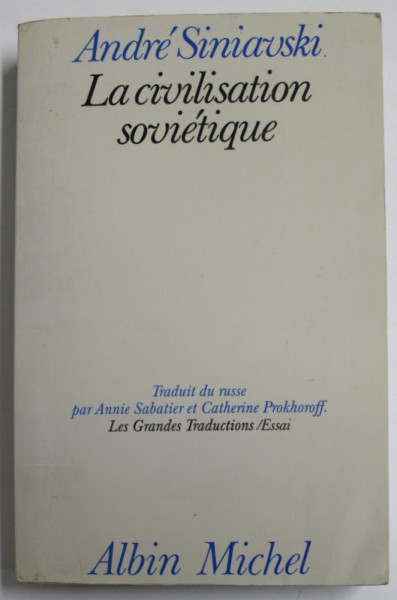 André Siniavski
La civilisation
soviétique
Traduit du russe
par Annie Sabatier et Catherine Prokhoroff.
Les Grandes Traductions /Essai
Albin Michel